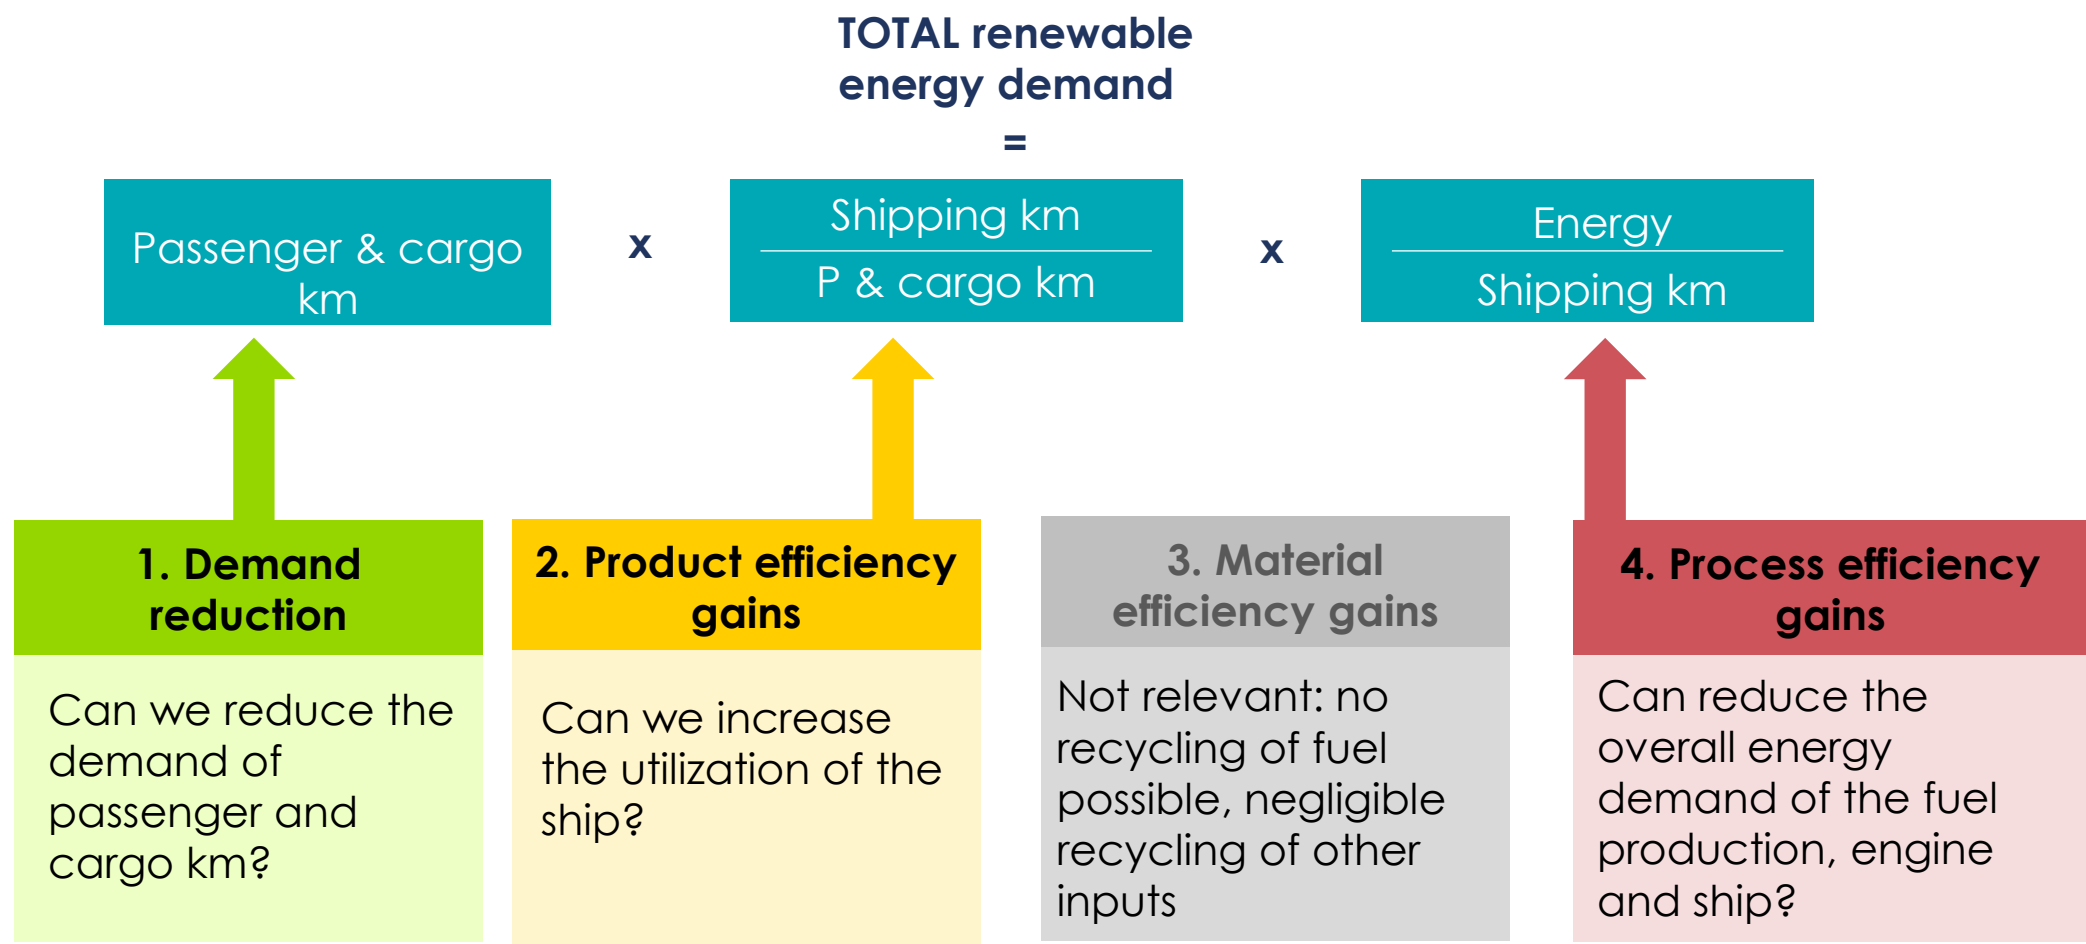 TOTAL renewable
energy demand
=
Passenger & cargo
km
x
Shipping km
P & cargo km
x
Energy
Shipping km
1. Demand
reduction
Can we reduce the
demand of
passenger and
cargo km?
2. Product efficiency
gains
Can we increase
the utilization of the
ship?
3. Material
efficiency gains
Not relevant: no
recycling of fuel
possible, negligible
recycling of other
inputs
4. Process efficiency
gains
Can reduce the
overall energy
demand of the fuel
production, engine
and ship?